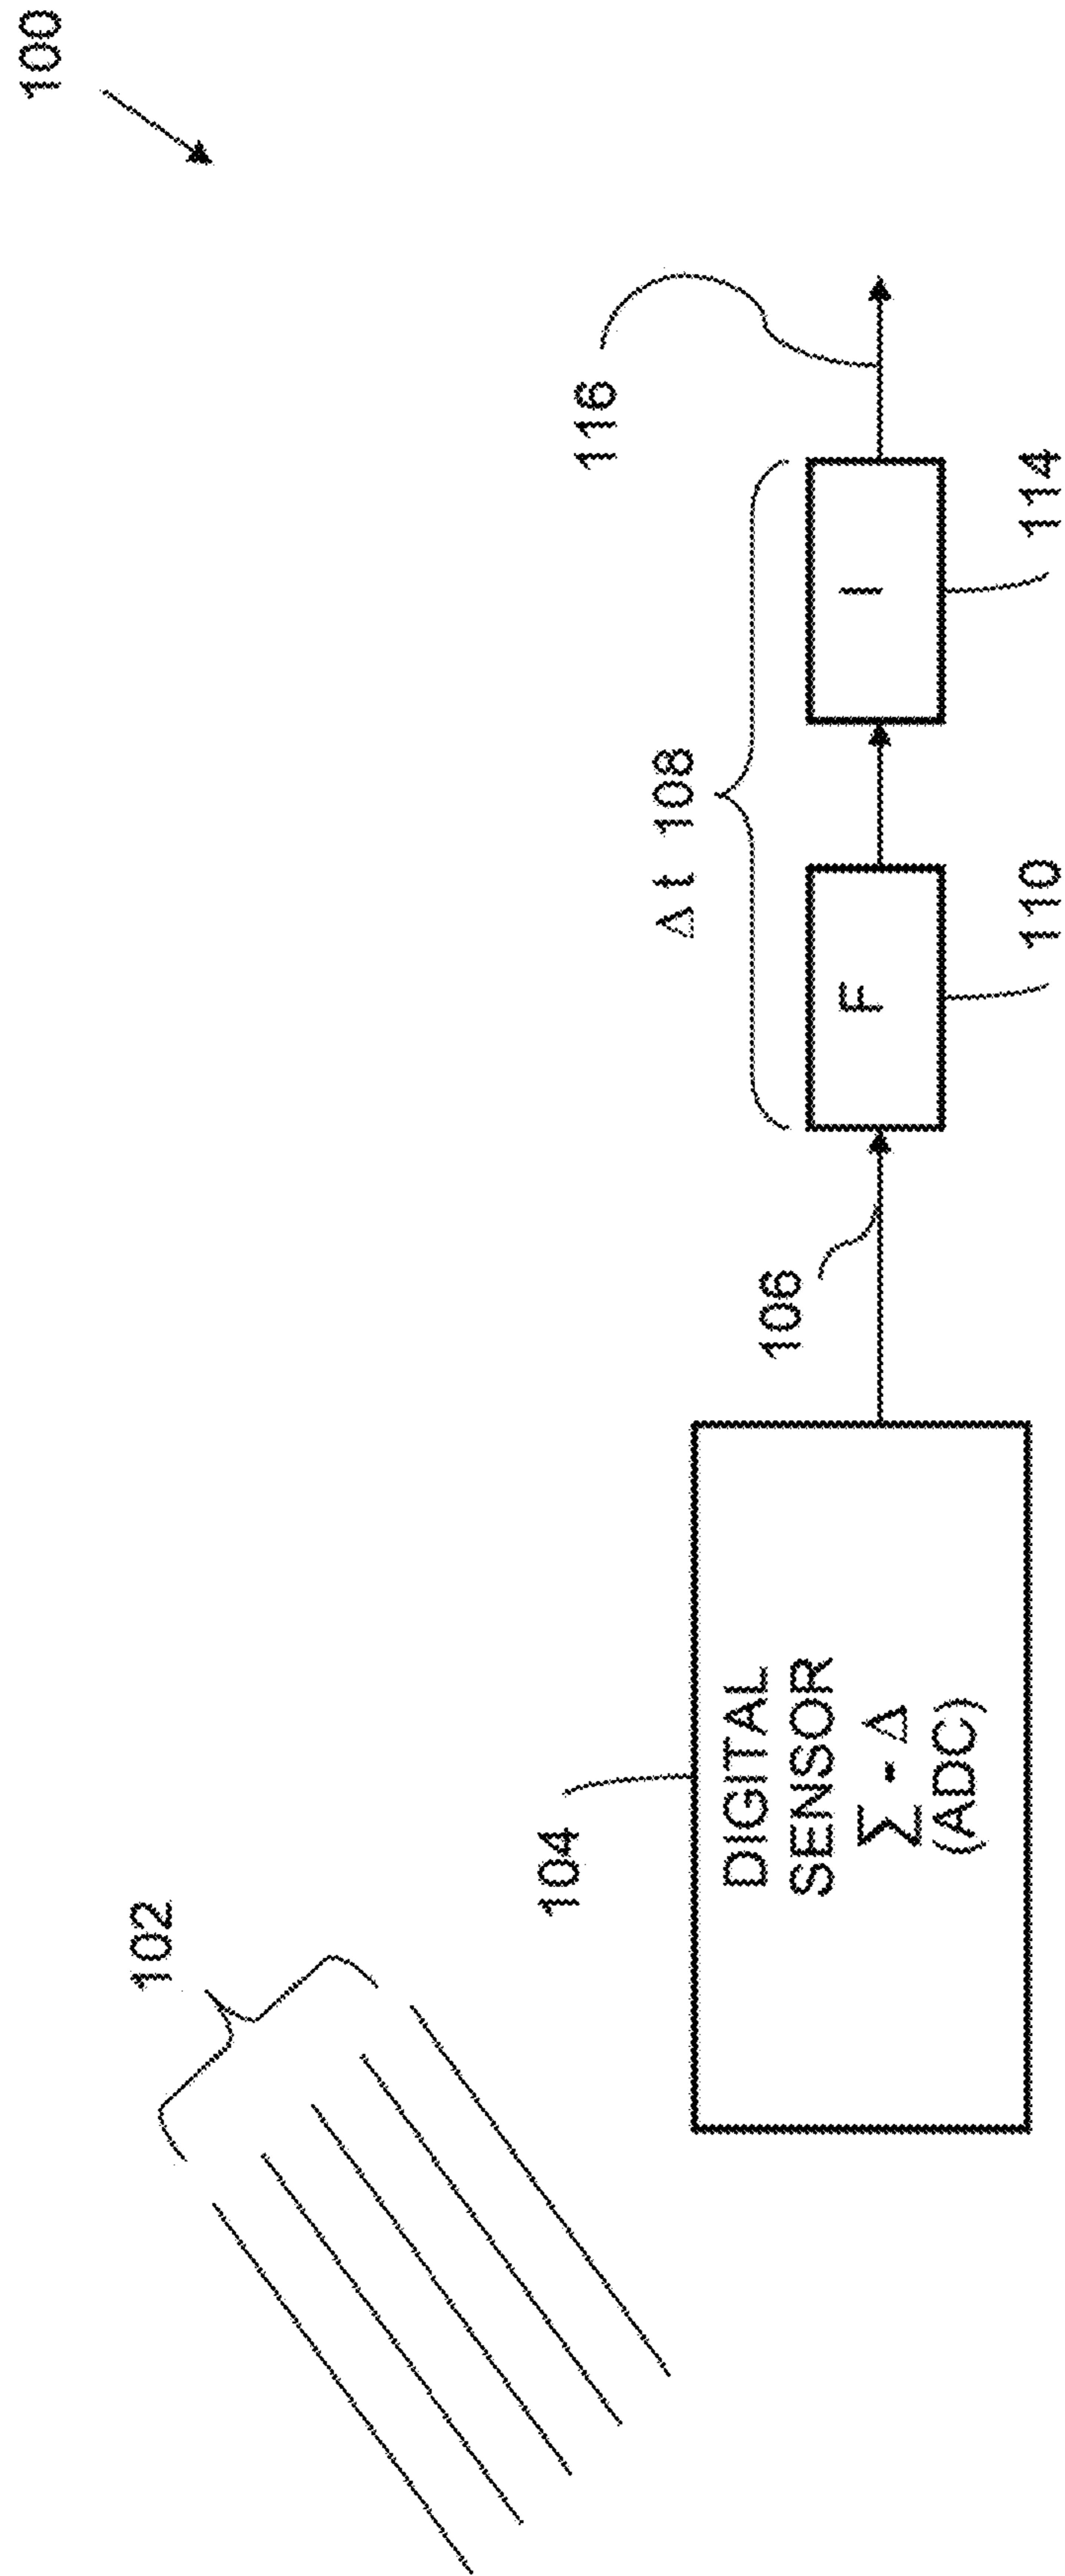 100
102
104
DIGITAL
SENSOR
∑ - Δ
(ADC)
106
Δ t 108
F
110
I
114
116